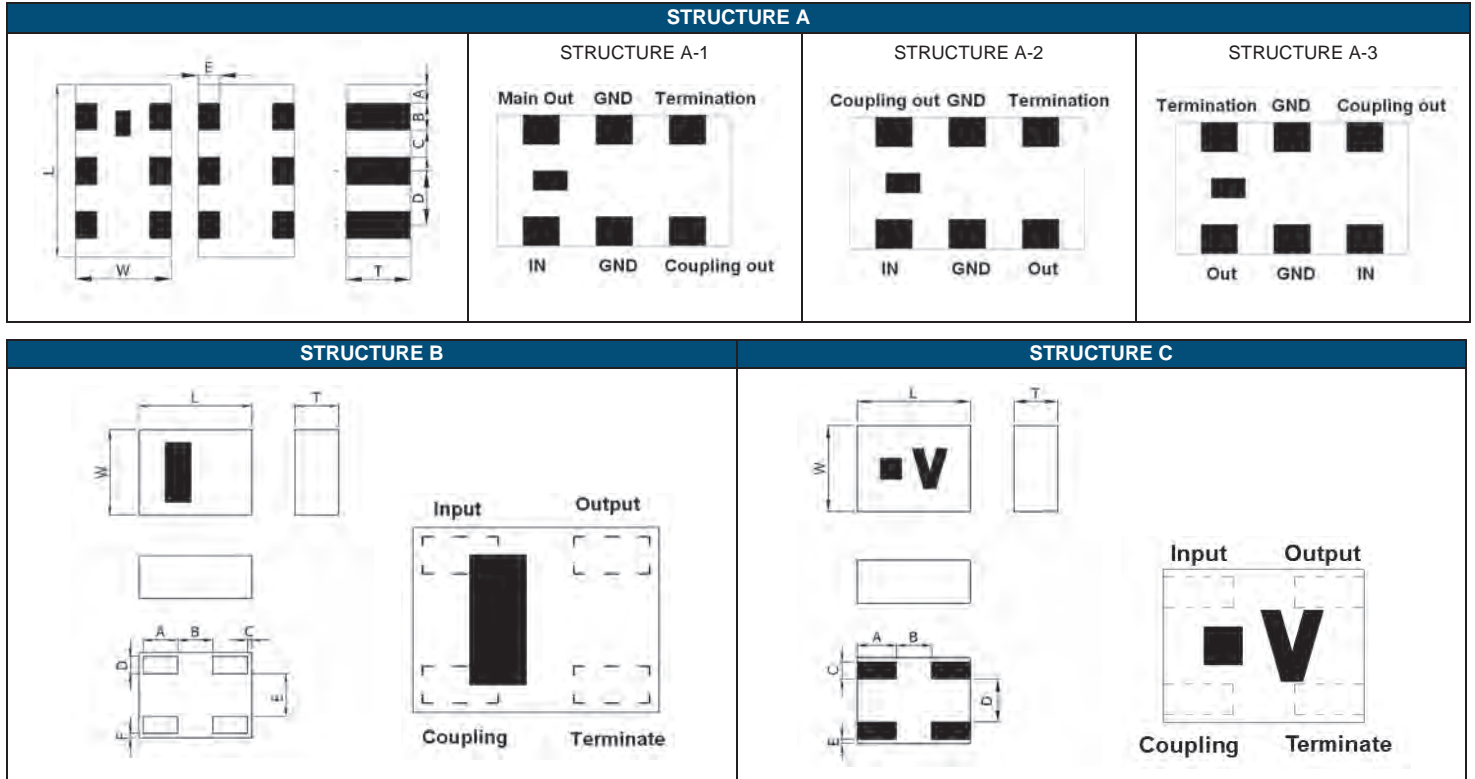 STRUCTURE A
E
A
B
C
D
L
W
T
STRUCTURE A-1
Main Out GND Termination
IN GND Coupling out
STRUCTURE A-2
Coupling out GND Termination
IN GND Out
STRUCTURE A-3
Termination GND Coupling out
Out GND IN
STRUCTURE B
L T
W
A B C
D
E
F
Input Output
Coupling Terminate
STRUCTURE C
L T
W
V
A B
C
D
E
Input Output
V
Coupling Terminate